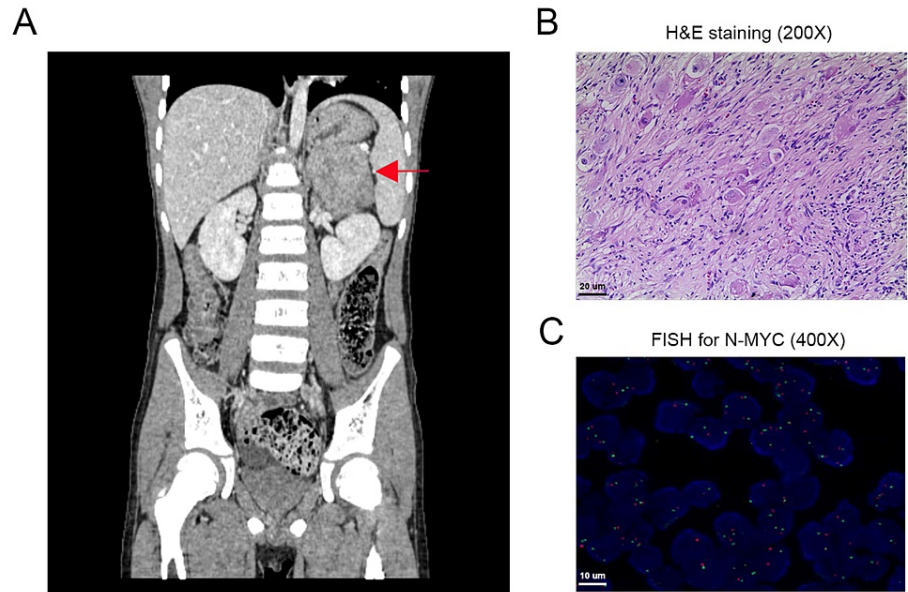 A
B
H&E staining (200X)
20 um
C
FISH for N-MYC (400X)
10 um